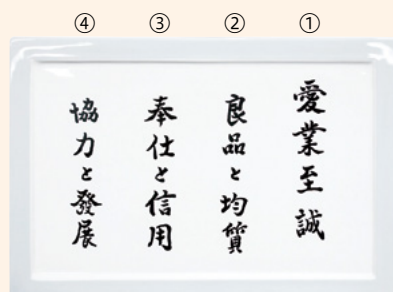 ① 愛業至誠
② 良品と均質
③ 奉仕と信用
④ 協力と發展